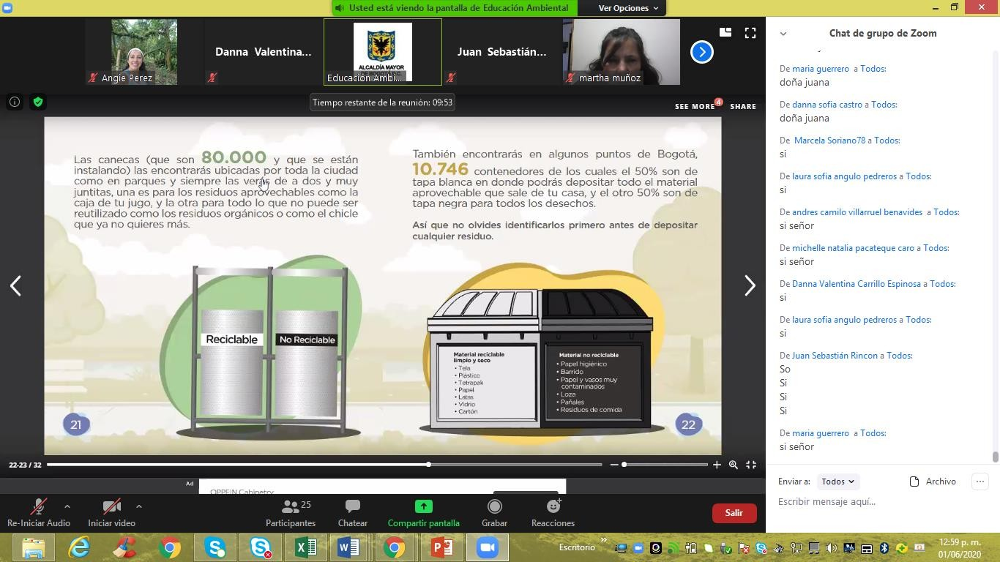 Usted está viendo la pantalla de Educación Ambiental
Ver Opciones
Angie Perez
Danna Valentina...
ALCALDÍA MAYOR
Educación Ambi...
Juan Sebastián...
martha muñoz
Tiempo restante de la reunión: 09:53
SEE MORE 4
SHARE
Las canecas (que son 80.000 y que se están
instalando) las encontrarás ubicadas por toda la ciudad
como en parques y siempre las verás de a dos y muy
juntitas, una es para los residuos aprovechables como la
caja de tu jugo, y la otra para todo lo que no puede ser
reutilizado como los residuos orgánicos o como el chicle
que ya no quieres más.
Reciclable
No Reciclable
21
También encontrarás en algunos puntos de Bogotá,
10.746 contenedores de los cuales el 50% son de
tapa blanca en donde podrás depositar todo el material
aprovechable que sale de tu casa, y el otro 50% son de
tapa negra para todos los desechos.
Así que no olvides identificarlos primero antes de depositar
cualquier residuo.
Material reciclable
limpio y seco
• Tela
• Plástico
• Tetrapak
• Papel
• Latas
• Vidrio
• Cartón
Material no reciclable
• Papel higiénico
• Barrido
• Papel y vasos muy
contaminados
• Loza
• Pañales
• Residuos de comida
22
22-23 / 32
Ad
OPPEIN Cabinetry
Re-Iniciar Audio
Iniciar video
25
Participantes
Chatear
Compartir pantalla
Grabar
Reacciones
Salir
Chat de grupo de Zoom
De maria guerrero a Todos:
doña juana
De danna sofia castro a Todos:
doña juana
De Marcela Soriano78 a Todos:
si
De laura sofia angulo pedreros a Todos:
si
De andres camilo villarruel benavides a Todos:
si señor
De michelle natalia pacateque caro a Todos:
si señor
De Danna Valentina Carrillo Espinosa a Todos:
si
De laura sofia angulo pedreros a Todos:
si
De Juan Sebastián Rincon a Todos:
So
Si
Si
Si
De maria guerrero a Todos:
si señor
Enviar a: Todos
Archivo
Escribir mensaje aquí...
Escritorio
12:59 p. m.
01/06/2020